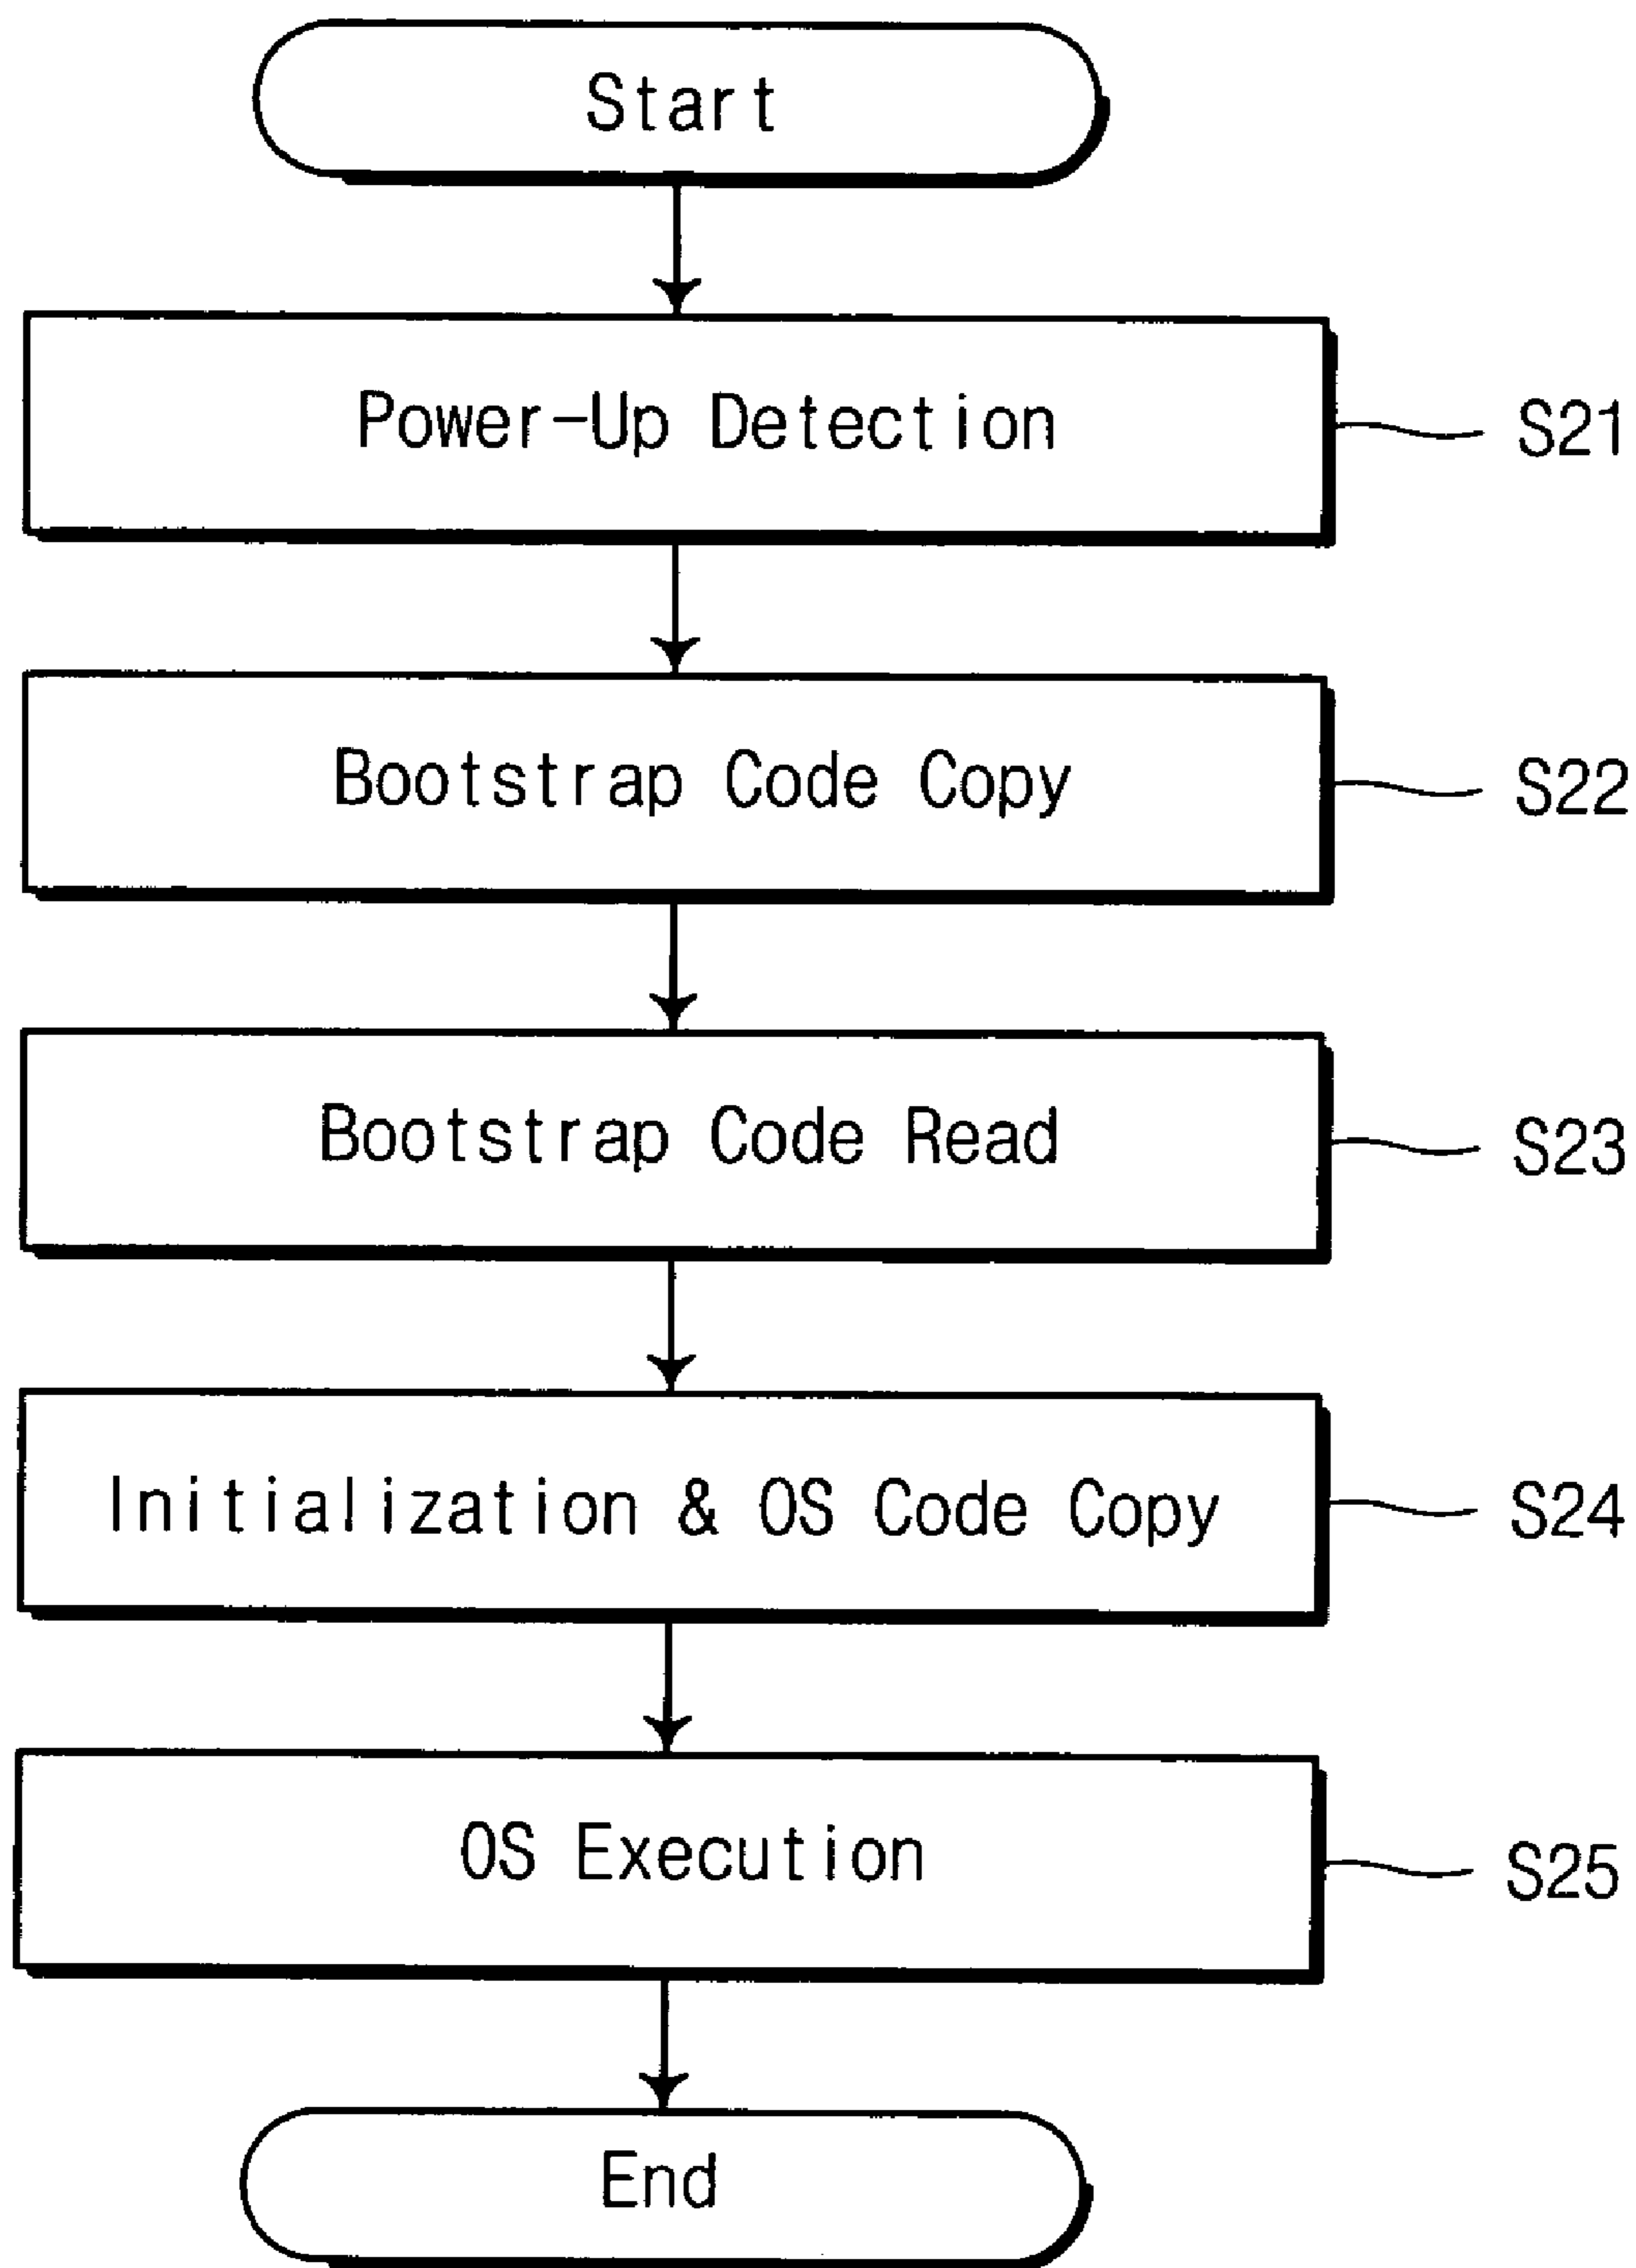 Start
Power-Up Detection
S21
Bootstrap Code Copy
S22
Bootstrap Code Read
S23
Initialization & OS Code Copy
S24
OS Execution
S25
End